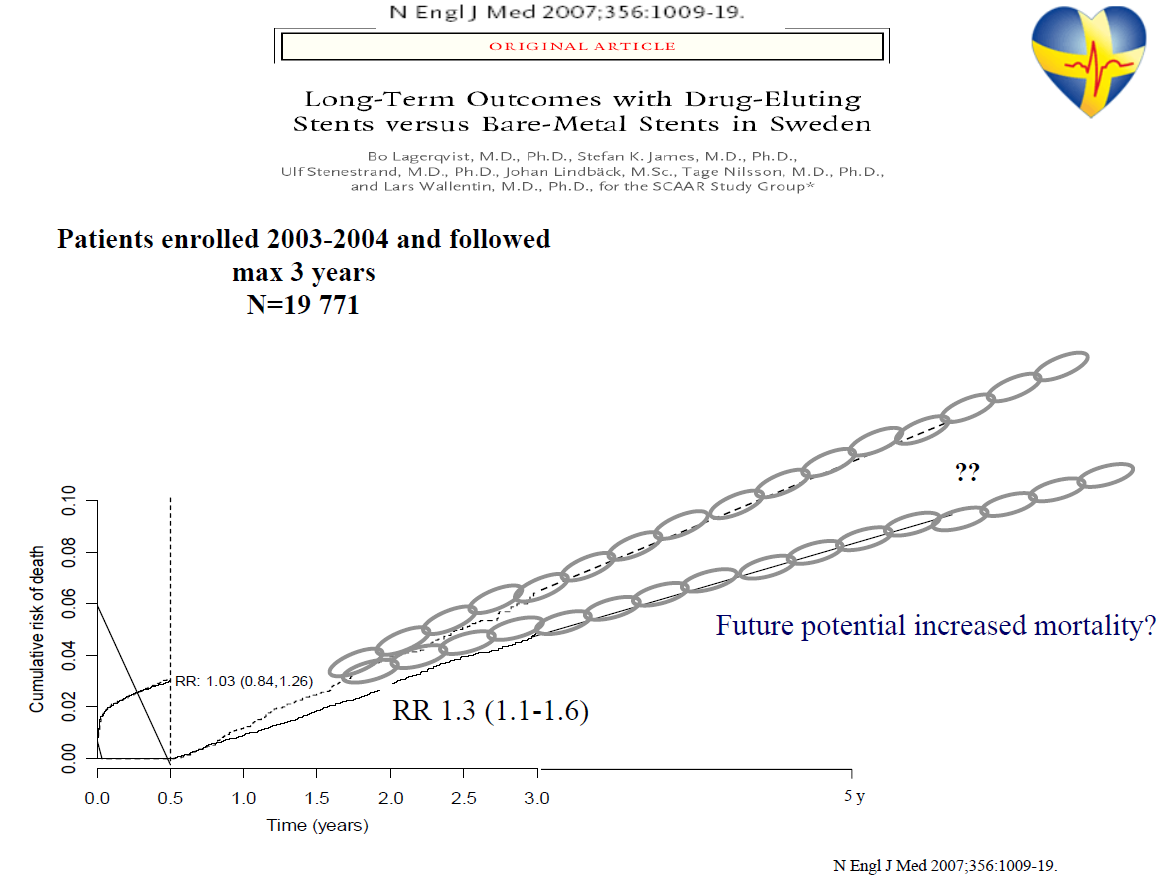 N Engl J Med 2007;356:1009-19.
ORIGINAL ARTICLE
Long-Term Outcomes with Drug-Eluting
Stents versus Bare-Metal Stents in Sweden
Bo Lagerqvist, M.D., Ph.D., Stefan K. James, M.D., Ph.D.,
Ulf Stenestrand, M.D., Ph.D., Johan Lindbäck, M.Sc., Tage Nilsson, M.D., Ph.D.,
and Lars Wallentin, M.D., Ph.D., for the SCAAR Study Group*
Patients enrolled 2003-2004 and followed
max 3 years
N=19 771
??
Cumulative risk of death
0.10
0.08
0.06
0.04
0.02
0.00
Future potential increased mortality?
RR: 1.03 (0.84,1.26)
RR 1.3 (1.1-1.6)
0.0 0.5 1.0 1.5 2.0 2.5 3.0 5 y
Time (years)
N Engl J Med 2007;356:1009-19.